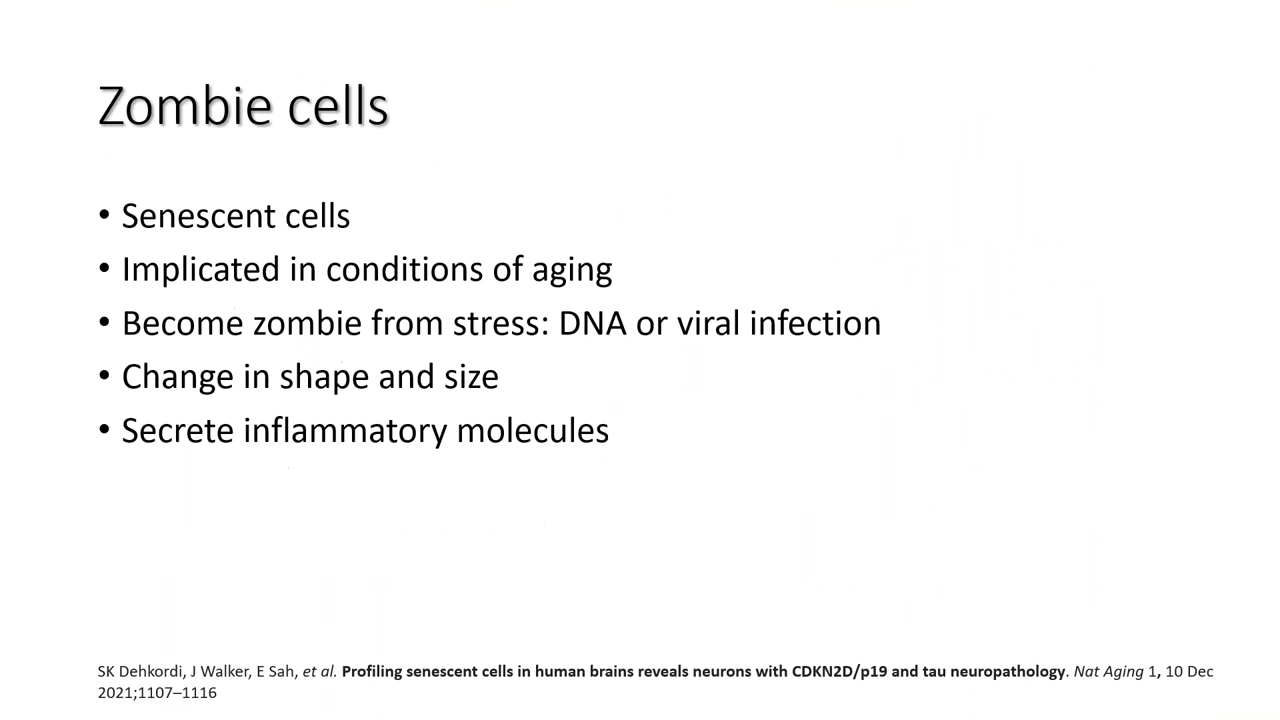 Zombie cells
• Senescent cells
• Implicated in conditions of aging
• Become zombie from stress: DNA or viral infection
• Change in shape and size
• Secrete inflammatory molecules
SK Dehkordi, J Walker, E Sah, et al. Profiling senescent cells in human brains reveals neurons with CDKN2D/p19 and tau neuropathology. Nat Aging 1, 10 Dec
2021;1107–1116